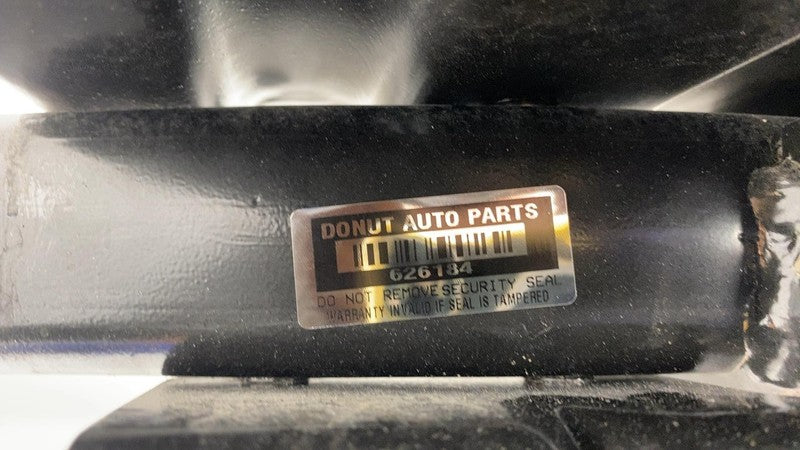 DONUT AUTO PARTS
626184
DO NOT REMOVE SECURITY SEAL
WARRANTY INVALID IF SEAL IS TAMPERED